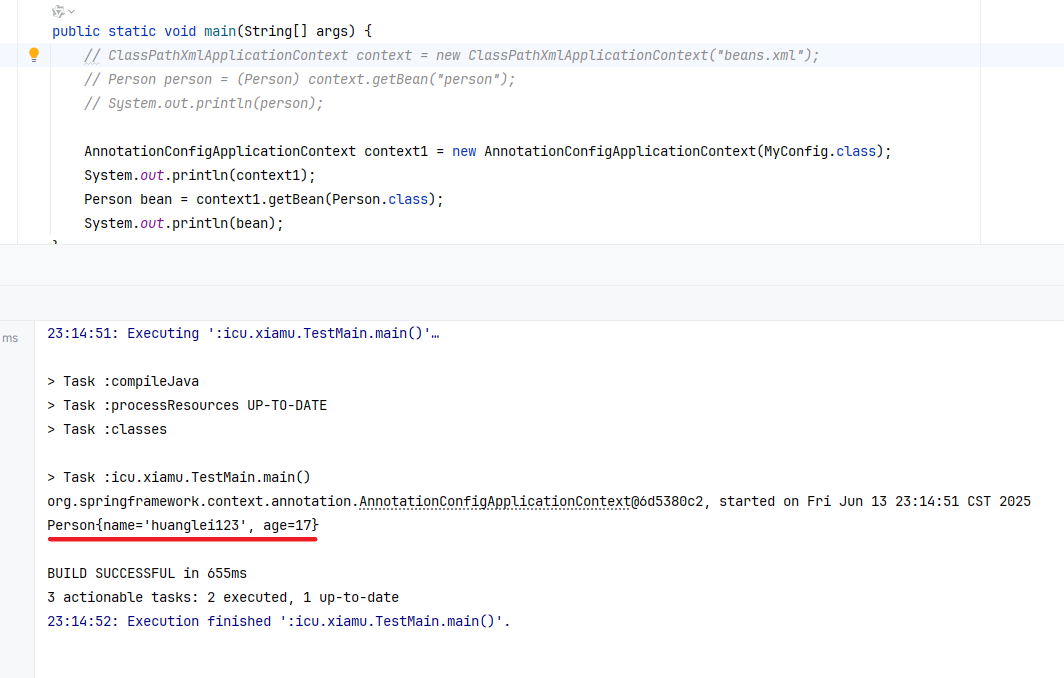 public static void main(String[] args) {
// ClassPathXmlApplicationContext context = new ClassPathXmlApplicationContext("beans.xml");
// Person person = (Person) context.getBean("person");
// System.out.println(person);
AnnotationConfigApplicationContext context1 = new AnnotationConfigApplicationContext(MyConfig.class);
System.out.println(context1);
Person bean = context1.getBean(Person.class);
System.out.println(bean);
ms
23:14:51: Executing ':icu.xiamu.TestMain.main()'…
> Task :compileJava
> Task :processResources UP-TO-DATE
> Task :classes
> Task :icu.xiamu.TestMain.main()
org.springframework.context.annotation.AnnotationConfigApplicationContext@6d5380c2, started on Fri Jun 13 23:14:51 CST 2025
Person{name='huanglei123', age=17}
BUILD SUCCESSFUL in 655ms
3 actionable tasks: 2 executed, 1 up-to-date
23:14:52: Execution finished ':icu.xiamu.TestMain.main()'.